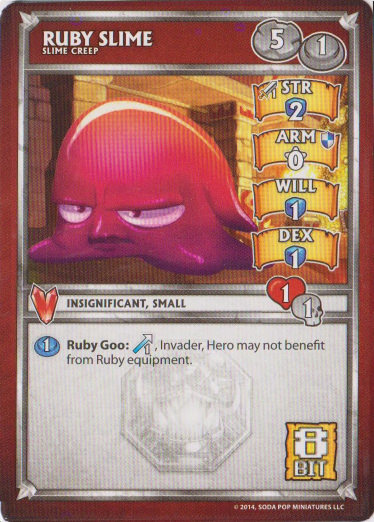 RUBY SLIME
SLIME CREEP
5 1
STR
2
ARM
0
WILL
1
DEX
1
1
1
INSIGNIFICANT, SMALL
1 Ruby Goo: , Invader, Hero may not benefit
from Ruby equipment.
8
BIT
© 2014, SODA POP MINIATURES LLC